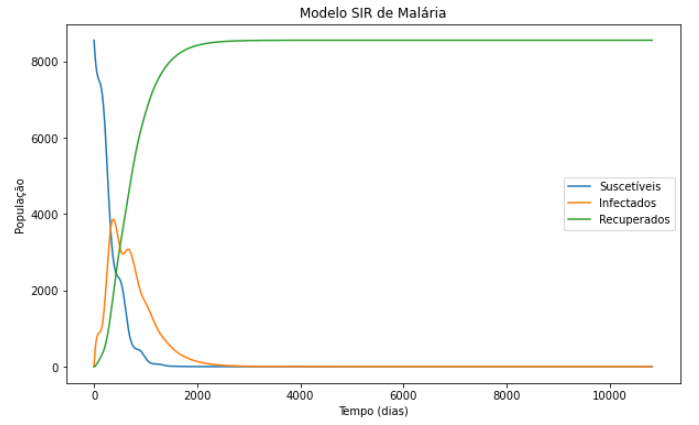 Modelo SIR de Malária
População
8000
6000
4000
2000
0
0 2000 4000 6000 8000 10000
Tempo (dias)
Suscetíveis
Infectados
Recuperados